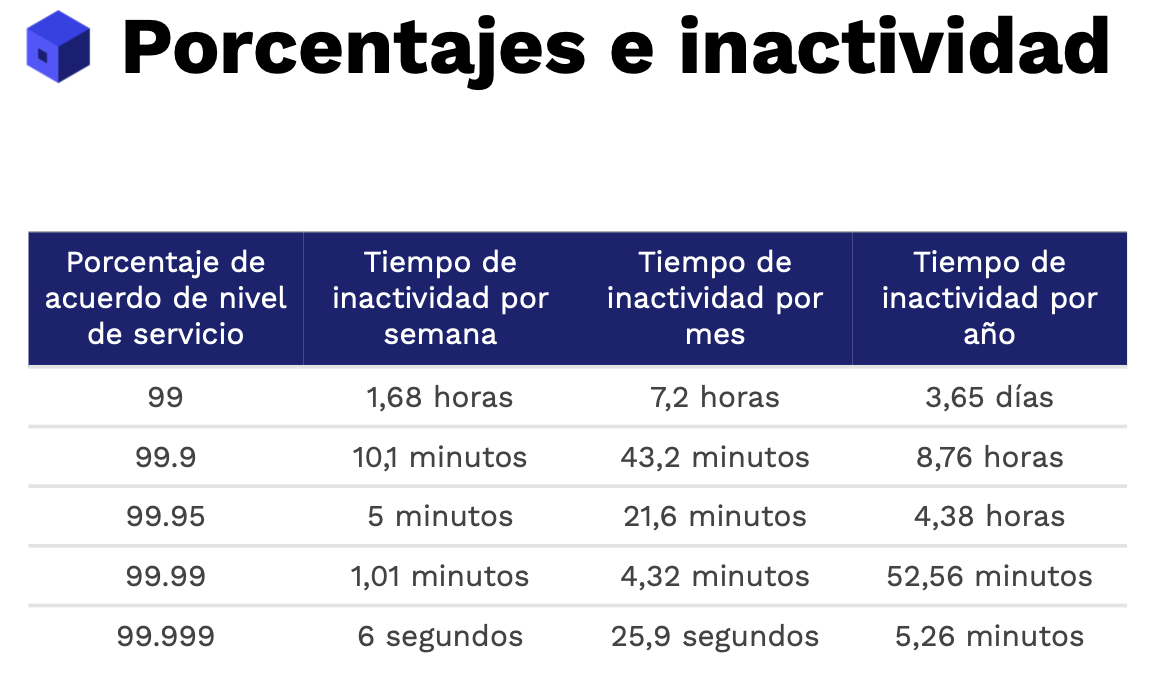 Porcentajes e inactividad
Porcentaje de acuerdo de nivel de servicio Tiempo de inactividad por semana Tiempo de inactividad por mes Tiempo de inactividad por año
99 1,68 horas 7,2 horas 3,65 días
99.9 10,1 minutos 43,2 minutos 8,76 horas
99.95 5 minutos 21,6 minutos 4,38 horas
99.99 1,01 minutos 4,32 minutos 52,56 minutos
99.999 6 segundos 25,9 segundos 5,26 minutos